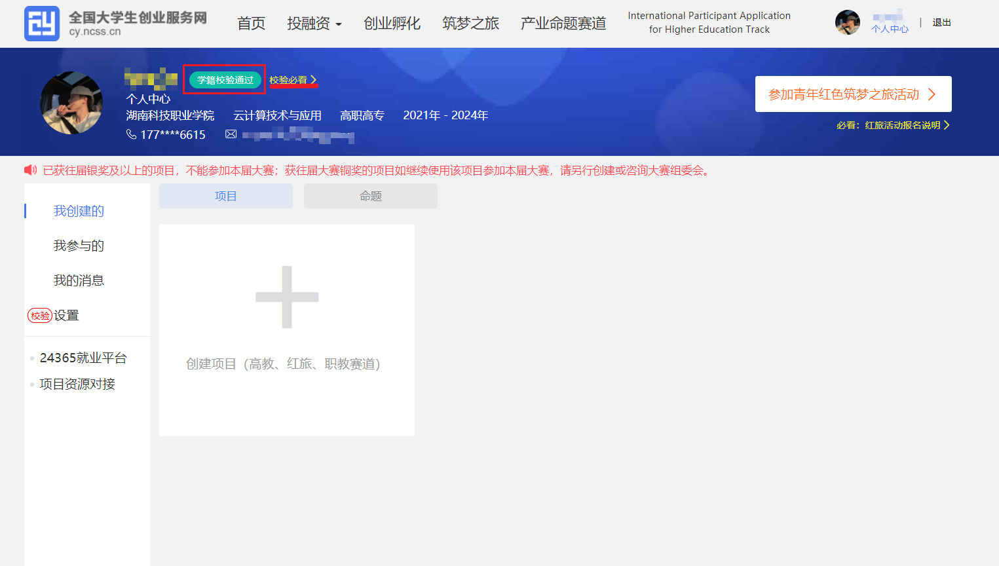 全国大学生创业服务网
cy.ncss.cn
首页
投融资
创业孵化
筑梦之旅
产业命题赛道
International Participant Application
for Higher Education Track
个人中心
退出
学籍校验通过
校验必看
个人中心
湖南科技职业学院 云计算技术与应用 高职高专 2021年 - 2024年
177****6615
参加青年红色筑梦之旅活动
必看：红旅活动报名说明
已获往届银奖及以上的项目，不能参加本届大赛；获往届大赛铜奖的项目如继续使用该项目参加本届大赛，请另行创建或咨询大赛组委会。
我创建的
我参与的
我的消息
校验 设置
24365就业平台
项目资源对接
项目
命题
创建项目（高教、红旅、职教赛道）